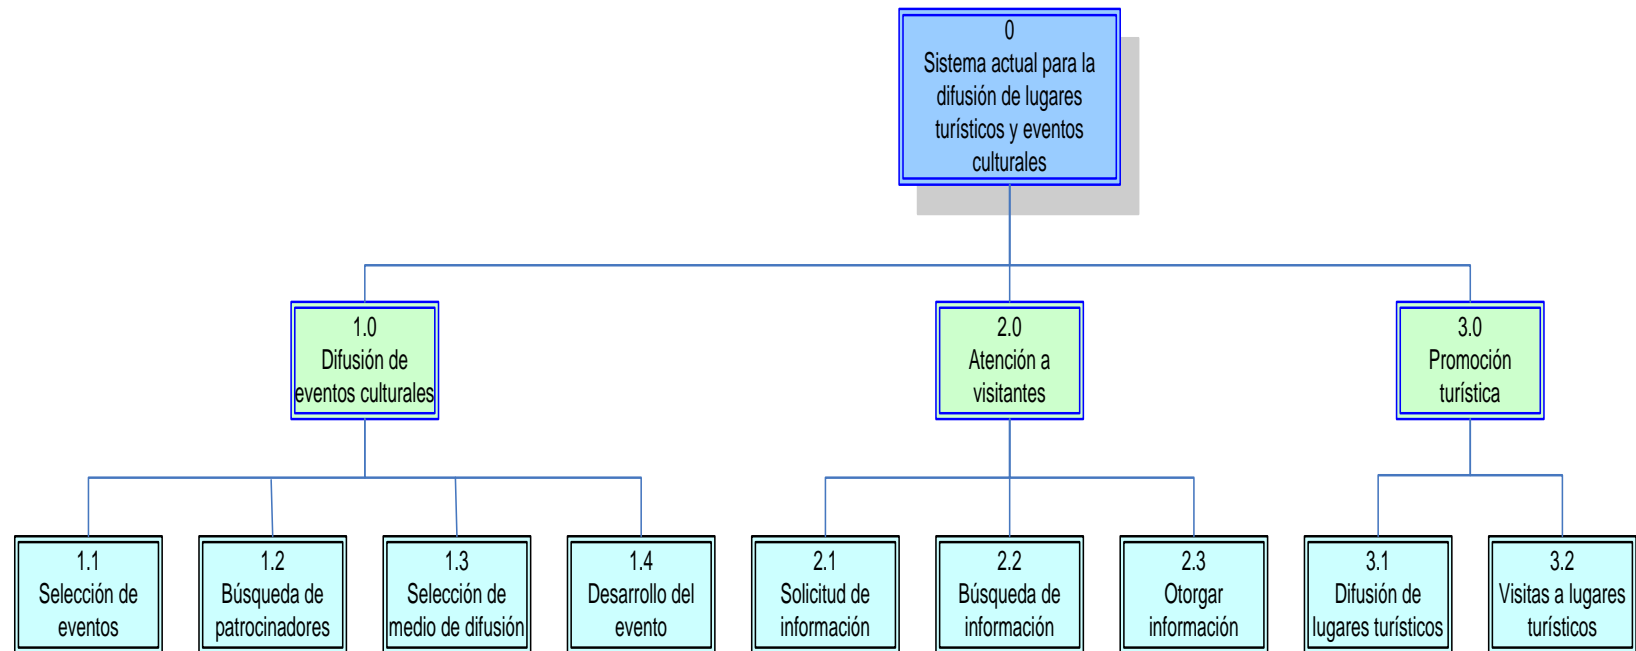 0
Sistema actual para la
difusión de lugares
turísticos y eventos
culturales
1.0
Difusión de
eventos culturales
2.0
Atención a
visitantes
3.0
Promoción
turística
1.1
Selección de
eventos
1.2
Búsqueda de
patrocinadores
1.3
Selección de
medio de difusión
1.4
Desarrollo del
evento
2.1
Solicitud de
información
2.2
Búsqueda de
información
2.3
Otorgar
información
3.1
Difusión de
lugares turísticos
3.2
Visitas a lugares
turísticos